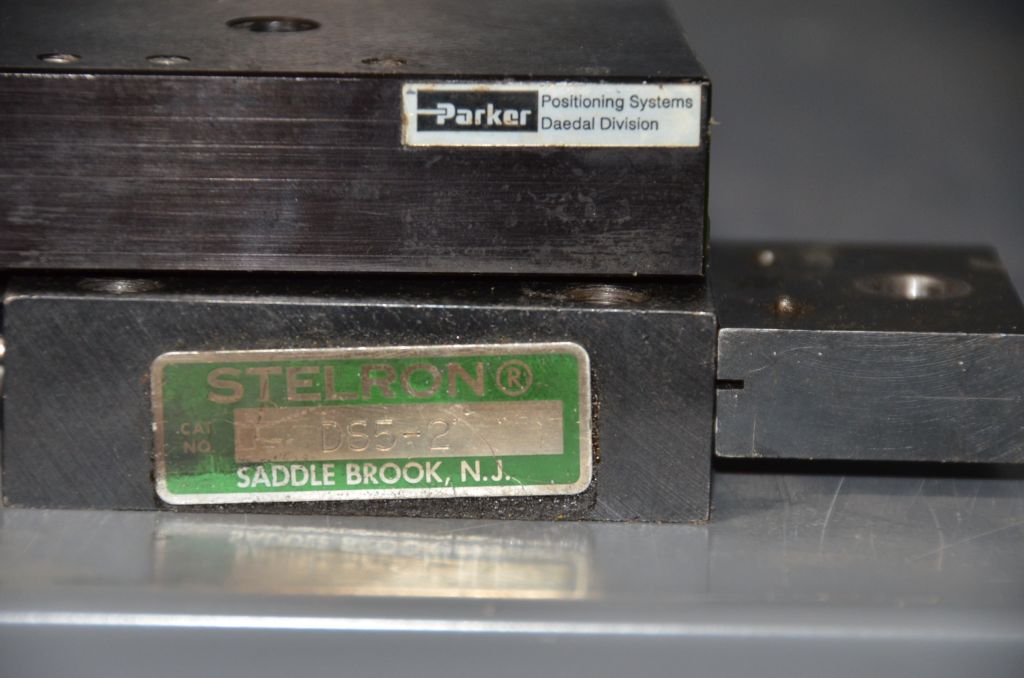 Parker Positioning Systems
Daedal Division
STELRON®
CAT.
NO.
DS5-2
SADDLE BROOK, N.J.